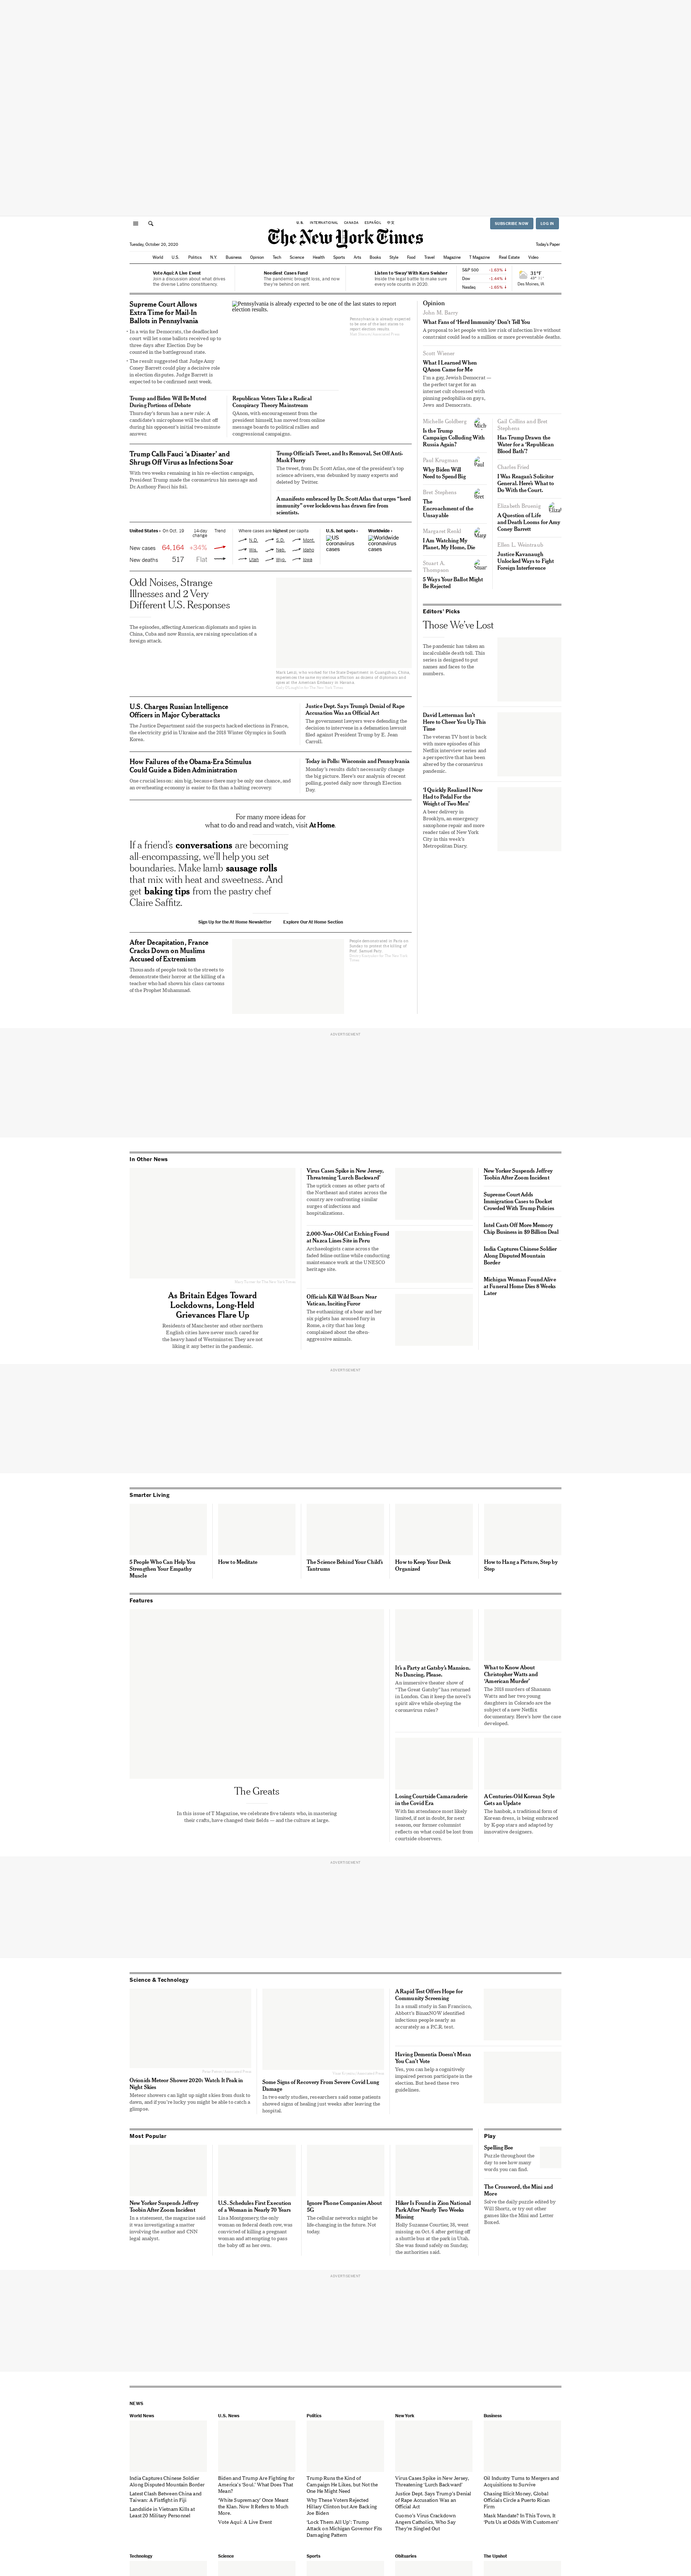 U.S. INTERNATIONAL CANADA ESPAÑOL 中文
SUBSCRIBE NOW LOG IN
The New York Times
Tuesday, October 20, 2020
Today's Paper
World U.S. Politics N.Y. Business Opinion Tech Science Health Sports Arts Books Style Food Travel Magazine T Magazine Real Estate Video
Vote Aquí: A Live Event
Join a discussion about what drives
the diverse Latino constituency.
'Nerdiest' Cases Fund
Listen to 'Sway' With Kara Swisher
Inside the legal battle to make sure
every vote counts in 2020.
S&P 500 -1.63%
Dow -1.44%
Nasdaq -1.65%
31°F
Des Moines, IA
Supreme Court Allows
Extra Time for Mail-In
Ballots in Pennsylvania
In a win for Democrats, the deadlocked
court will let some ballots received up to
three days after Election Day be
counted in the battleground state.
The result suggested that Judge Amy
Coney Barrett could play a decisive role
in election disputes. Judge Barrett is
expected to be confirmed next week.
Pennsylvania is already expected to be one of the last states to report
election results.
Pennsylvania is already expected
to be one of the last states to
report election results.
Trump and Biden Will Be Muted
During Portions of Debate
Thursday's forum has a new rule: A
candidate's microphone will be shut off
during his opponent's initial two-minute
answer.
Republican Voters Take a Radical
Conspiracy Theory Mainstream
QAnon, with encouragement from some
Republicans and the president himself, has moved from online
message boards to political rallies and
congressional campaigns.
Trump Calls Fauci 'a Disaster' and
Shrugs Off Virus as Infections Soar
With two weeks remaining in his re-election campaign,
President Trump made the coronavirus his message and
Dr. Anthony Fauci his foil.
Trump Official's Tweet, and Its Removal, Set Off Anti-
Mask Flurry
The tweet, from Dr. Scott Atlas, one of the president's top
science advisers, was debunked by many experts and
deleted by Twitter.
A manifesto embraced by Dr. Scott Atlas that urges "herd
immunity" over lockdowns has drawn fire from
scientists.
United States › On Oct. 19 14-day change Trend
New cases 64,164 +34%
New deaths 517 Flat
Where cases are highest per capita
N.D. S.D. Mont.
Wis. Neb. Idaho
Utah Wyo. Iowa
U.S. hot spots ›
US
coronavirus
cases
Worldwide ›
Worldwide
coronavirus
cases
Odd Noises, Strange
Illnesses and 2 Very
Different U.S. Responses
The episodes, affecting American diplomats and spies in
China, Cuba and now Russia, are raising speculation of a
foreign attack.
U.S. Charges Russian Intelligence
Officers in Major Cyberattacks
The Justice Department said the suspects hacked elections in France,
the electricity grid in Ukraine and the 2018 Winter Olympics in South
Korea.
Justice Dept. Says Trump's Denial of Rape
Accusation Was an Official Act
The government lawyers were defending the
decision to intervene in a defamation lawsuit
filed against President Trump by E. Jean
Carroll.
How Failures of the Obama-Era Stimulus
Could Guide a Biden Administration
One crucial lesson: aim big, because there may be only one chance, and
an economy weakening is easier to fix than a halting recovery.
Today in Polls: Wisconsin and Pennsylvania
Monday's results didn't necessarily change
the big picture. Here's our analysis of recent
polling, posted daily now through Election
Day.
For many more ideas for
what to do and read and watch, visit At Home.
If a friend's conversations are becoming
all-encompassing, we'll help you set
boundaries. Make lamb sausage rolls
that mix with heat and sweetness. And
get baking tips from the pastry chef
Claire Saffitz.
Sign Up for the At Home Newsletter Explore Our At Home Section
After Decapitation, France
Cracks Down on Muslims
Accused of Extremism
Thousands of people took to the streets to
demonstrate their horror at the killing of a
teacher who had shown his class cartoons
of the Prophet Muhammad.
Opinion
John M. Barry
What Fans of 'Herd Immunity' Don't Tell You
A proposal to let people with low risk of infection live without
constraint could lead to a million or more preventable deaths.
Scott Wiener
What I Learned When
QAnon Came for Me
I'm a gay, Jewish Democrat —
the perfect target for an
internet cult obsessed with
pinning pedophilia on gays,
Jews and Democrats.
Michelle Goldberg
Is the Trump
Campaign Colluding With
Russia Again?
Paul Krugman
Why Biden Will
Need to Spend Big
Bret Stephens
The
Encroachment of the
Unsayable
Margaret Renkl
I Am Watching My
Planet, My Home, Die
Stuart A.
Thompson
5 Ways Your Ballot Might
Be Rejected
Gail Collins and Bret
Stephens
Has Trump Drawn the
Water for a 'Republican
Blood Bath'?
Charles Fried
I Was Reagan's Solicitor
General. Here's What to
Do With the Court.
Elizabeth Bruenig
A Question of Life
and Death Looms for Amy
Coney Barrett
Ellen L. Weintraub
Justice Kavanaugh
Unlocked Ways to Fight
Foreign Interference
Editors' Picks
Those We've Lost
The pandemic has taken an
incalculable death toll. This
series is designed to put
names and faces to the
numbers.
David Letterman Isn't
Here to Cheer You Up This
Time
The veteran TV host is back
with more episodes of his
Netflix interview series and
a perspective that has been
altered by the coronavirus
pandemic.
'I Quickly Realized I Now
Had to Pedal For the
Weight of Two Men'
A beer delivery in
Brooklyn, an emergency
saxophone repair and more
reader tales of New York
City in this week's
Metropolitan Diary.
ADVERTISEMENT
In Other News
As Britain Edges Toward
Lockdowns, Long-Held
Grievances Flare Up
Residents of Manchester and other northern
English cities have never much cared for
the heavy hand of Westminster. They are not
liking it any better in the pandemic.
Virus Cases Spike in New Jersey,
Threatening 'Lurch Backward'
The uptick comes as other parts of
the Northeast and states across the
country are confronting similar
surges of infections and
hospitalizations.
2,000-Year-Old Cat Etching Found
at Nazca Lines Site in Peru
Archaeologists came across the
faded feline outline while conducting
maintenance work at the UNESCO
heritage site.
Officials Kill Wild Boars Near
Vatican, Inciting Furor
The euthanizing of a boar and her
six piglets has aroused fury in
Rome, a city that has long
complained about the often-
aggressive animals.
New Yorker Suspends Jeffrey
Toobin After Zoom Incident
Supreme Court Adds
Immigration Cases to Docket
Crowded With Trump Policies
Intel Casts Off More Memory
Chip Business in $9 Billion Deal
India Captures Chinese Soldier
Along Disputed Mountain
Border
Michigan Woman Found Alive
at Funeral Home Dies 8 Weeks
Later
ADVERTISEMENT
Smarter Living
5 People Who Can Help You
Strengthen Your Empathy
Muscle
How to Meditate
The Science Behind Your Child's
Tantrums
How to Keep Your Desk
Organized
How to Hang a Picture, Step by
Step
Features
The Greats
In this issue of T Magazine, we celebrate five talents who, in mastering
their crafts, have changed their fields — and the culture at large.
It's a Party at Gatsby's Mansion.
No Dancing, Please.
An immersive theater show of
"The Great Gatsby" has returned
in London. Can it keep the novel's
spirit alive while obeying the
coronavirus rules?
What to Know About
Christopher Watts and
'American Murder'
The 2018 murders of Shanann
Watts and her two young
daughters in Colorado are the
subject of a new Netflix
documentary. Here's how the case
developed.
Losing Courtside Camaraderie
in the Covid Era
With fan attendance most likely
limited, if not in doubt, for next
season, our former columnist
reflects on what could be lost from
courtside observers.
A Centuries-Old Korean Style
Gets an Update
The hanbok, a traditional form of
Korean dress, is being embraced
by K-pop stars and adapted by
innovative designers.
ADVERTISEMENT
Science & Technology
Orionids Meteor Shower 2020: Watch It Peak in
Night Skies
Meteor showers can light up night skies from dusk to
dawn, and if you're lucky you might be able to catch a
glimpse.
Some Signs of Recovery From Severe Covid Lung
Damage
In two early studies, researchers said some patients
showed signs of healing just weeks after leaving the
hospital.
A Rapid Test Offers Hope for
Community Screening
In a small study in San Francisco,
Abbott's BinaxNOW identified
infectious people nearly as
accurately as a P.C.R. test.
Having Dementia Doesn't Mean
You Can't Vote
Yes, you can help a cognitively
impaired person participate in the
election. But heed these two
guidelines.
Most Popular
New Yorker Suspends Jeffrey
Toobin After Zoom Incident
In a statement, the magazine said
it was investigating a matter
involving the author and CNN
legal analyst.
U.S. Schedules First Execution
of a Woman in Nearly 70 Years
Lisa Montgomery, the only
woman on federal death row, was
convicted of killing a pregnant
woman and attempting to pass
the baby off as her own.
Ignore Phone Companies About
5G
The cellular networks might be
life-changing in the future. Not
today.
Hiker Is Found in Zion National
Park After Nearly Two Weeks
Missing
Holly Suzanne Courtier, 38, went
missing on Oct. 6 after getting off
a shuttle bus at the park in Utah.
She was found safely on Sunday,
the authorities said.
Play
Spelling Bee
Puzzle throughout the
day to see how many
words you can find.
The Crossword, the Mini and
More
Solve the daily puzzle edited by
Will Shortz, or try out other
games like the Mini and Letter
Boxed.
ADVERTISEMENT
NEWS
World News
India Captures Chinese Soldier
Along Disputed Mountain Border
Latest Clash Between China and
Taiwan: A Fistfight in Fiji
Landslide in Vietnam Kills at
Least 20 Military Personnel
U.S. News
Biden and Trump Are Fighting for
America's 'Soul.' What Does That
Mean?
'White Supremacy' Once Meant
the Klan. Now It Refers to Much
More.
Vote Aquí: A Live Event
Politics
Trump Runs the Kind of
Campaign He Likes, but Not the
One He Might Need
Why These Voters Rejected
Hillary Clinton but Are Backing
Joe Biden
'Lock Them All Up': Trump
Attack on Michigan Governor Fits
Damaging Pattern
New York
Virus Cases Spike in New Jersey,
Threatening 'Lurch Backward'
Justice Dept. Says Trump's Denial
of Rape Accusation Was an
Official Act
Cuomo's Virus Crackdown
Angers Catholics, Who Say
They're Singled Out
Business
Oil Industry Turns to Mergers and
Acquisitions to Survive
Chasing Illicit Money, Global
Officials Circle a Puerto Rican
Firm
Mask Mandate? In This Town, It
'Puts Us at Odds With Customers'
Technology Science Sports Obituaries The Upshot